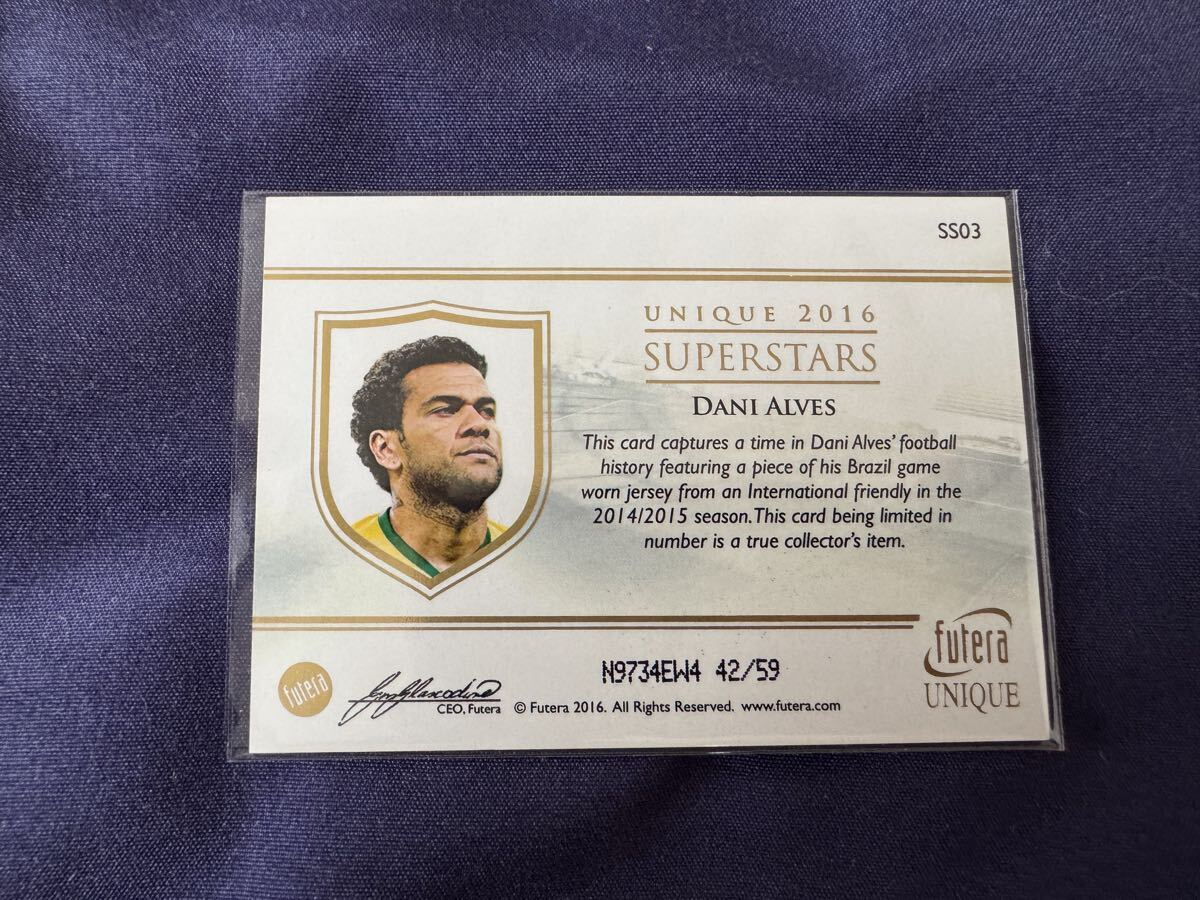 SS03
UNIQUE 2016
SUPERSTARS
DANI ALVES
This card captures a time in Dani Alves' football
history featuring a piece of his Brazil game
worn jersey from an International friendly in the
2014/2015 season. This card being limited in
number is a true collector's item.
futera
UNIQUE
N9734EW4 42/59
futera
CEO, Futera © Futera 2016. All Rights Reserved. www.futera.com